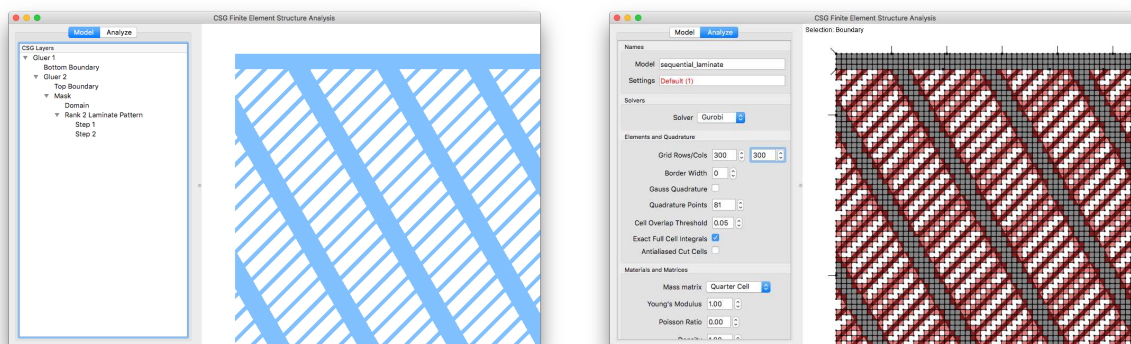 CSG Finite Element Structure Analysis
Model Analyze
CSG Layers
Gluer 1
Bottom Boundary
Gluer 2
Top Boundary
Mask
Domain
Rank 2 Laminate Pattern
Step 1
Step 2
CSG Finite Element Structure Analysis
Model Analyze
Selection: Boundary
Names
Model sequential_laminate
Settings Default (1)
Solvers
Solver Gurobi
Elements and Quadrature
Grid Rows/Cols 300 300
Border Width 0
Gauss Quadrature
Quadrature Points 81
Cell Overlap Threshold 0.05
Exact Full Cell Integrals
Antialiased Cut Cells
Materials and Matrices
Mass matrix Quarter Cell
Young's Modulus 1.00
Poisson Ratio 0.00